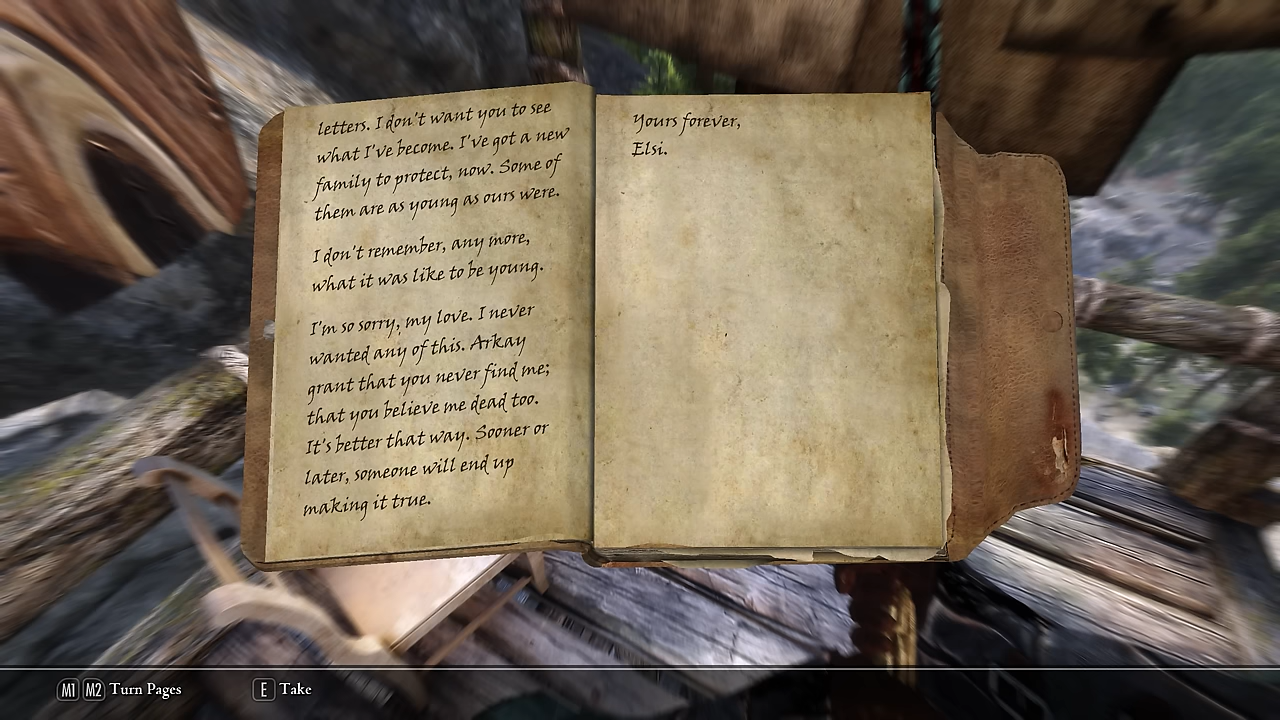 letters. I don't want you to see
what I've become. I've got a new
family to protect, now. Some of
them are as young as ours were.
I don't remember, any more,
what it was like to be young.
I'm so sorry, my love. I never
wanted any of this. Arkay
grant that you never find me;
that you believe me dead too.
It's better that way. Sooner or
later, someone will end up
making it true.
Yours forever,
Elsi.
M1 M2 Turn Pages
E Take